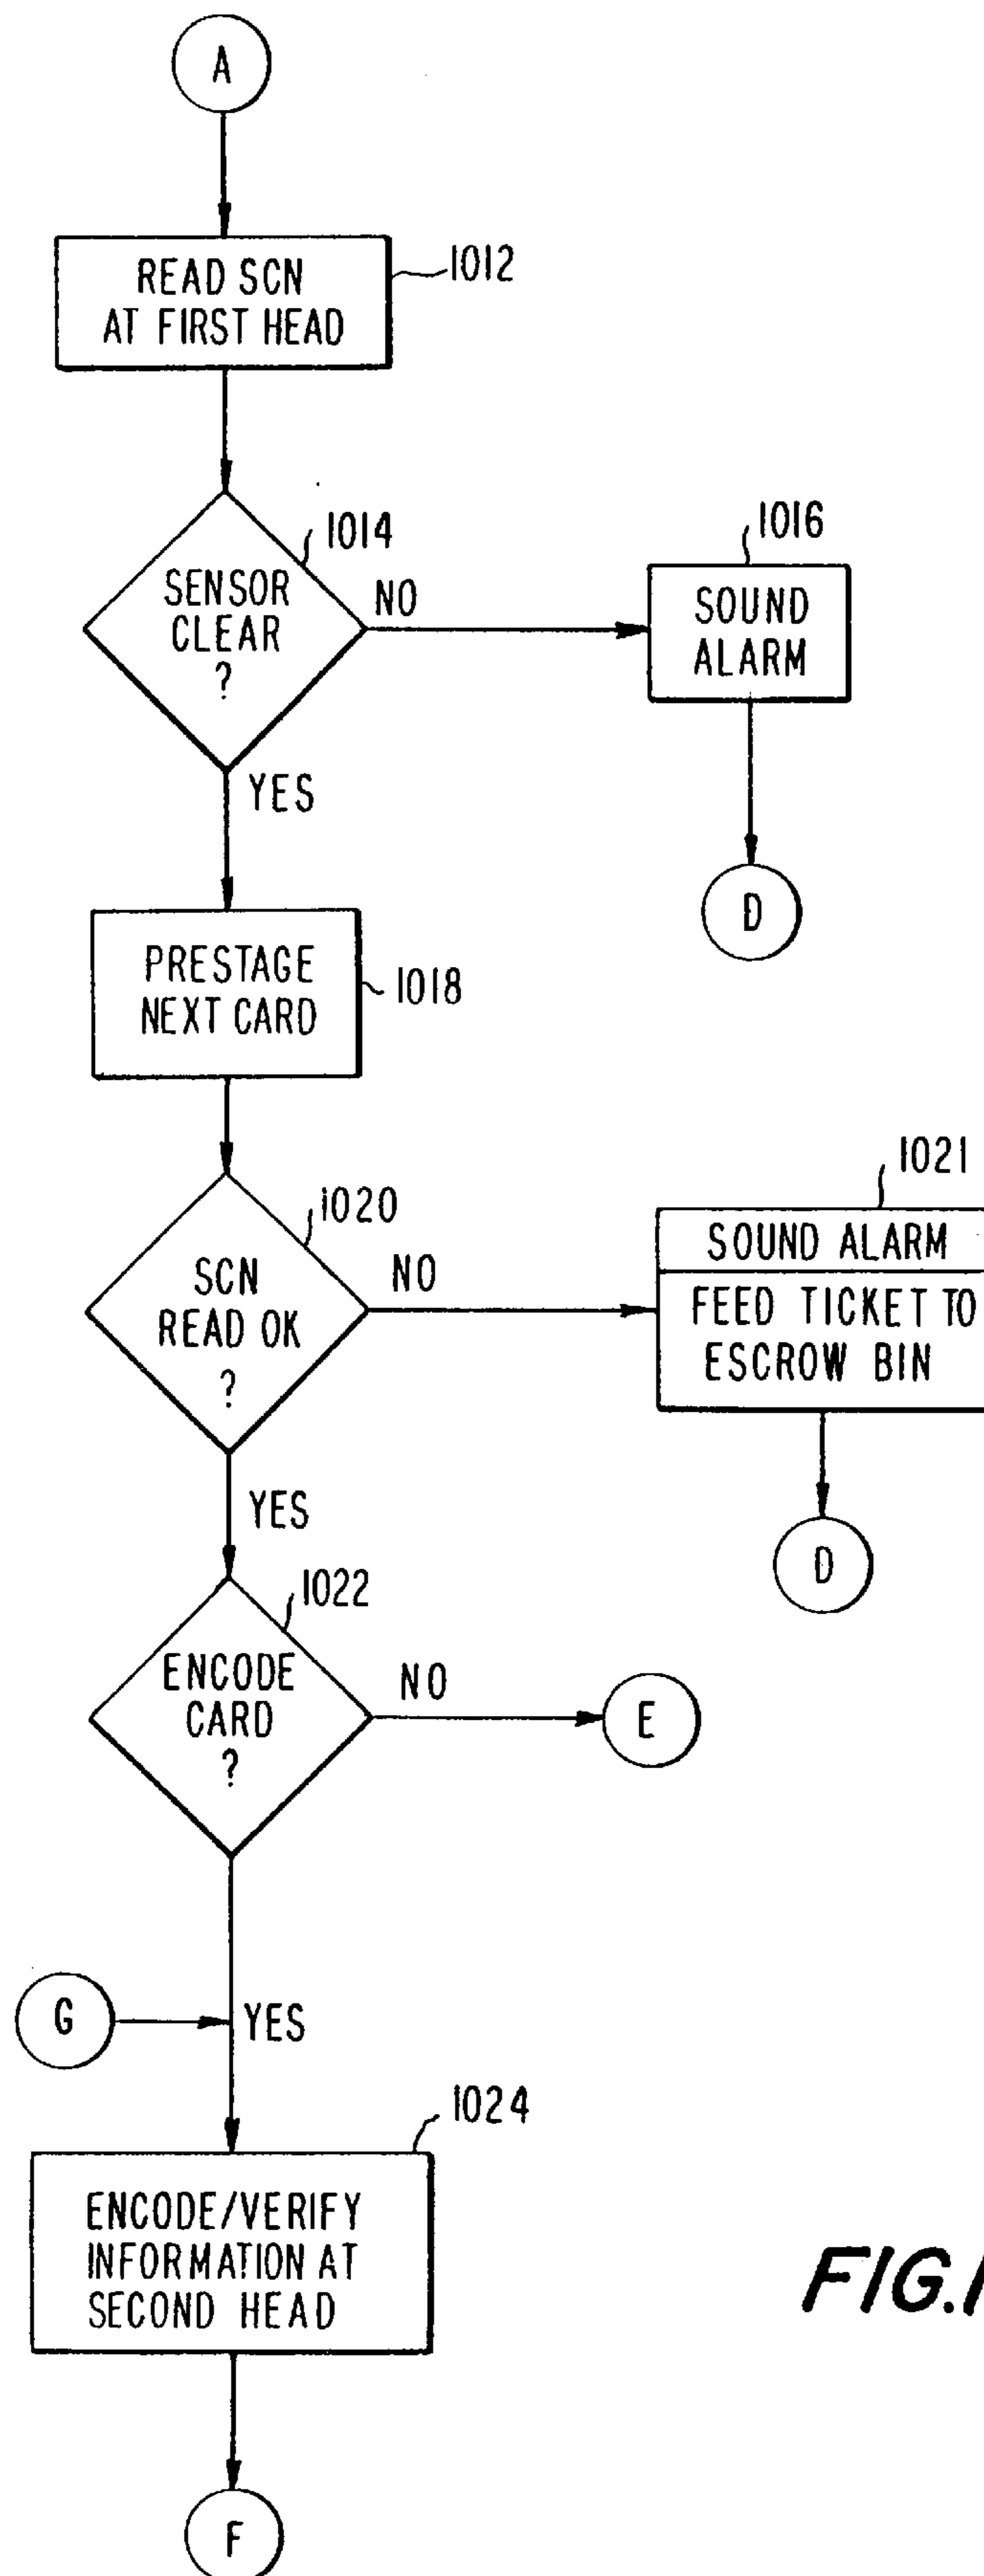 A
READ SCN
AT FIRST HEAD
1012
SENSOR
CLEAR
?
1014
NO
1016
SOUND
ALARM
D
YES
PRESTAGE
NEXT CARD
1018
SCN
READ OK
?
1020
NO
1021
SOUND ALARM
FEED TICKET TO
ESCROW BIN
D
YES
ENCODE
CARD
?
1022
NO
E
G
YES
1024
ENCODE/VERIFY
INFORMATION AT
SECOND HEAD
FIG.
F